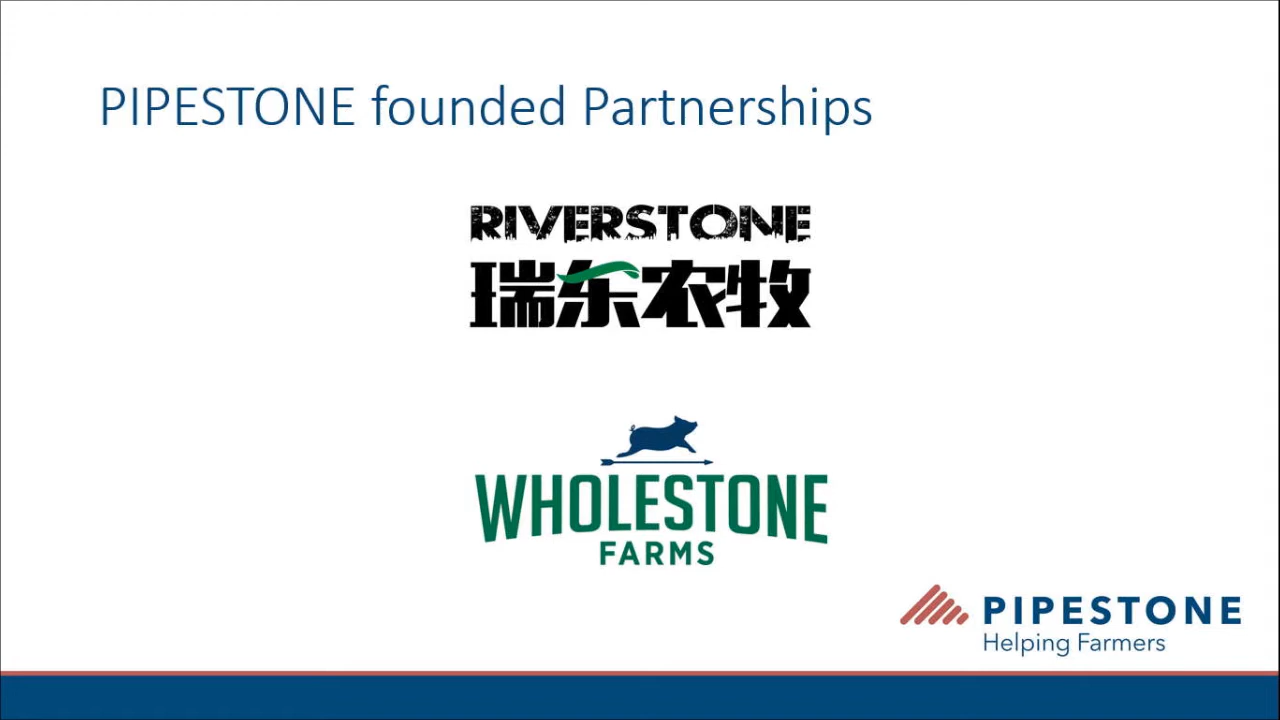 PIPESTONE founded Partnerships
RIVERSTONE
瑞东农牧
WHOLESTONE
FARMS
PIPESTONE
Helping Farmers